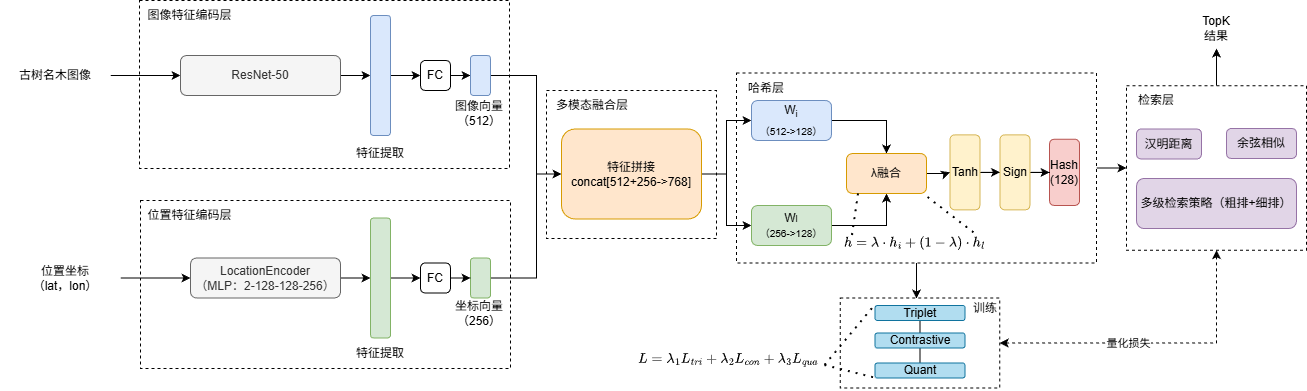 图像特征编码层
古树名木图像
ResNet-50
特征提取
FC
图像向量
（512）
位置特征编码层
位置坐标
（lat，lon）
LocationEncoder
（MLP：2-128-128-256）
特征提取
FC
坐标向量
（256）
多模态融合层
特征拼接
concat[512+256->768]
哈希层
Wi
（512->128）
Wl
（256->128）
λ融合
h = λ · hi + (1 − λ) · hl
Tanh
Sign
Hash
(128)
训练
Triplet
Contrastive
Quant
L = λ1Ltri + λ2Lcon + λ3Lqua
量化损失
TopK
结果
检索层
汉明距离
余弦相似
多级检索策略（粗排+细排）